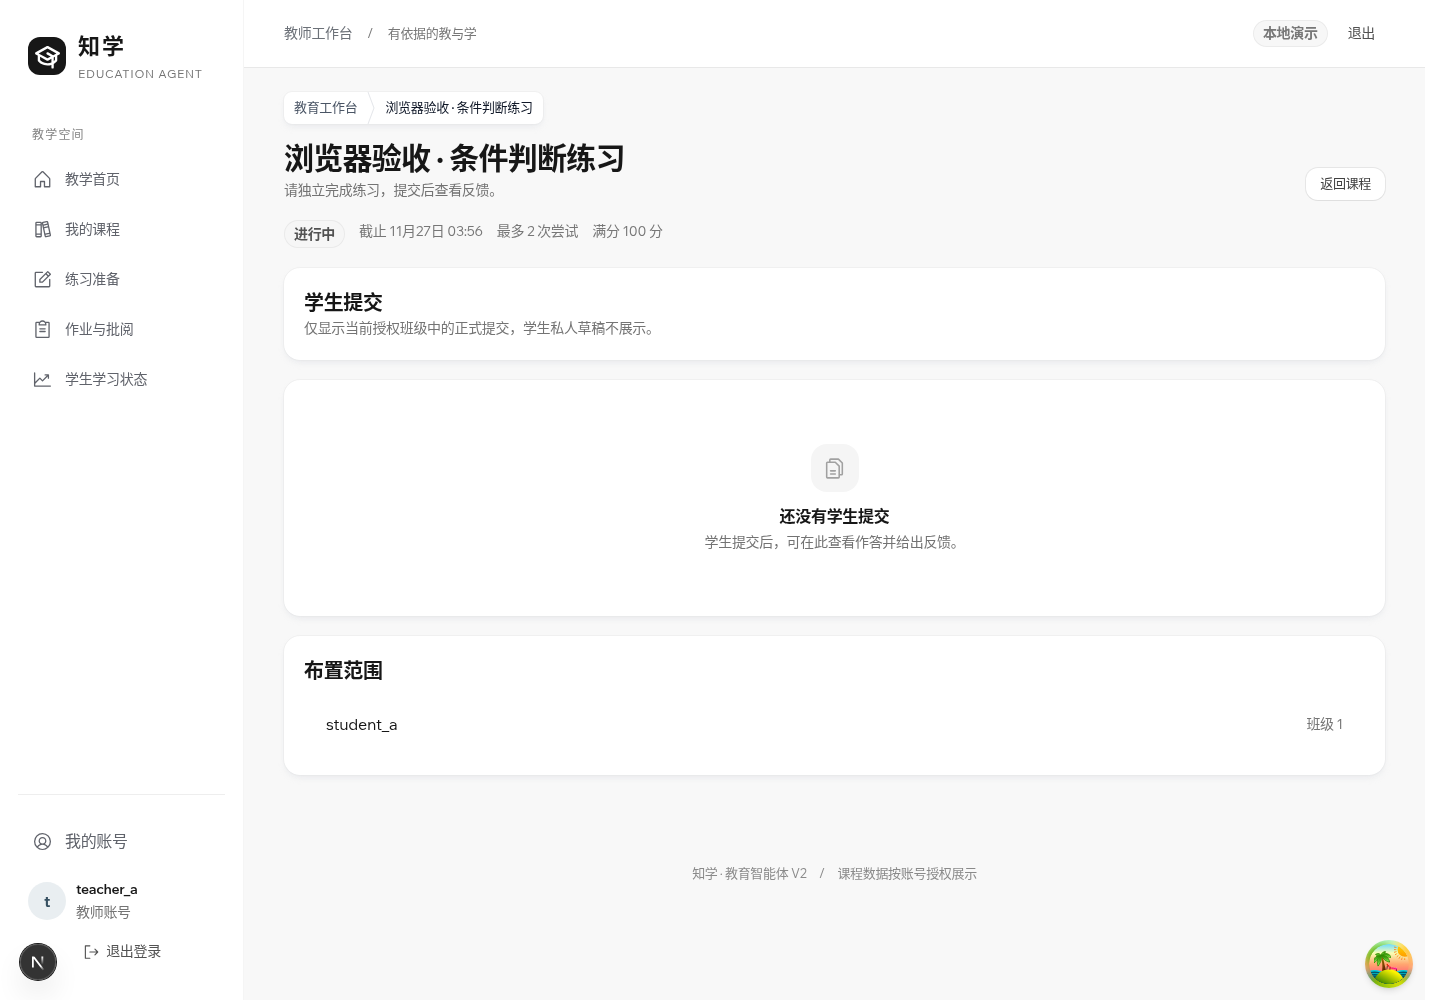 知学
EDUCATION AGENT
教学空间
教学首页
我的课程
练习准备
作业与批阅
学生学习状态
我的账号
t
teacher_a
教师账号
退出登录
N
教师工作台 / 有依据的教与学
本地演示
退出
教育工作台
浏览器验收 · 条件判断练习
浏览器验收 · 条件判断练习
请独立完成练习，提交后查看反馈。
返回课程
进行中 截止 11月27日 03:56 最多 2 次尝试 满分 100 分
学生提交
仅显示当前授权班级中的正式提交，学生私人草稿不展示。
还没有学生提交
学生提交后，可在此查看作答并给出反馈。
布置范围
student_a
班级 1
知学 · 教育智能体 V2 / 课程数据按账号授权展示